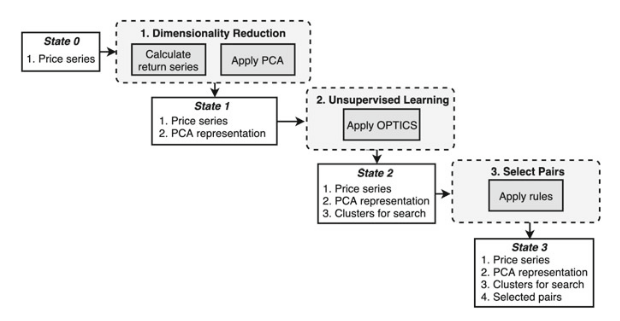 State 0
1. Price series
1. Dimensionality Reduction
Calculate
return series
Apply PCA
State 1
1. Price series
2. PCA representation
2. Unsupervised Learning
Apply OPTICS
State 2
1. Price series
2. PCA representation
3. Clusters for search
3. Select Pairs
Apply rules
State 3
1. Price series
2. PCA representation
3. Clusters for search
4. Selected pairs